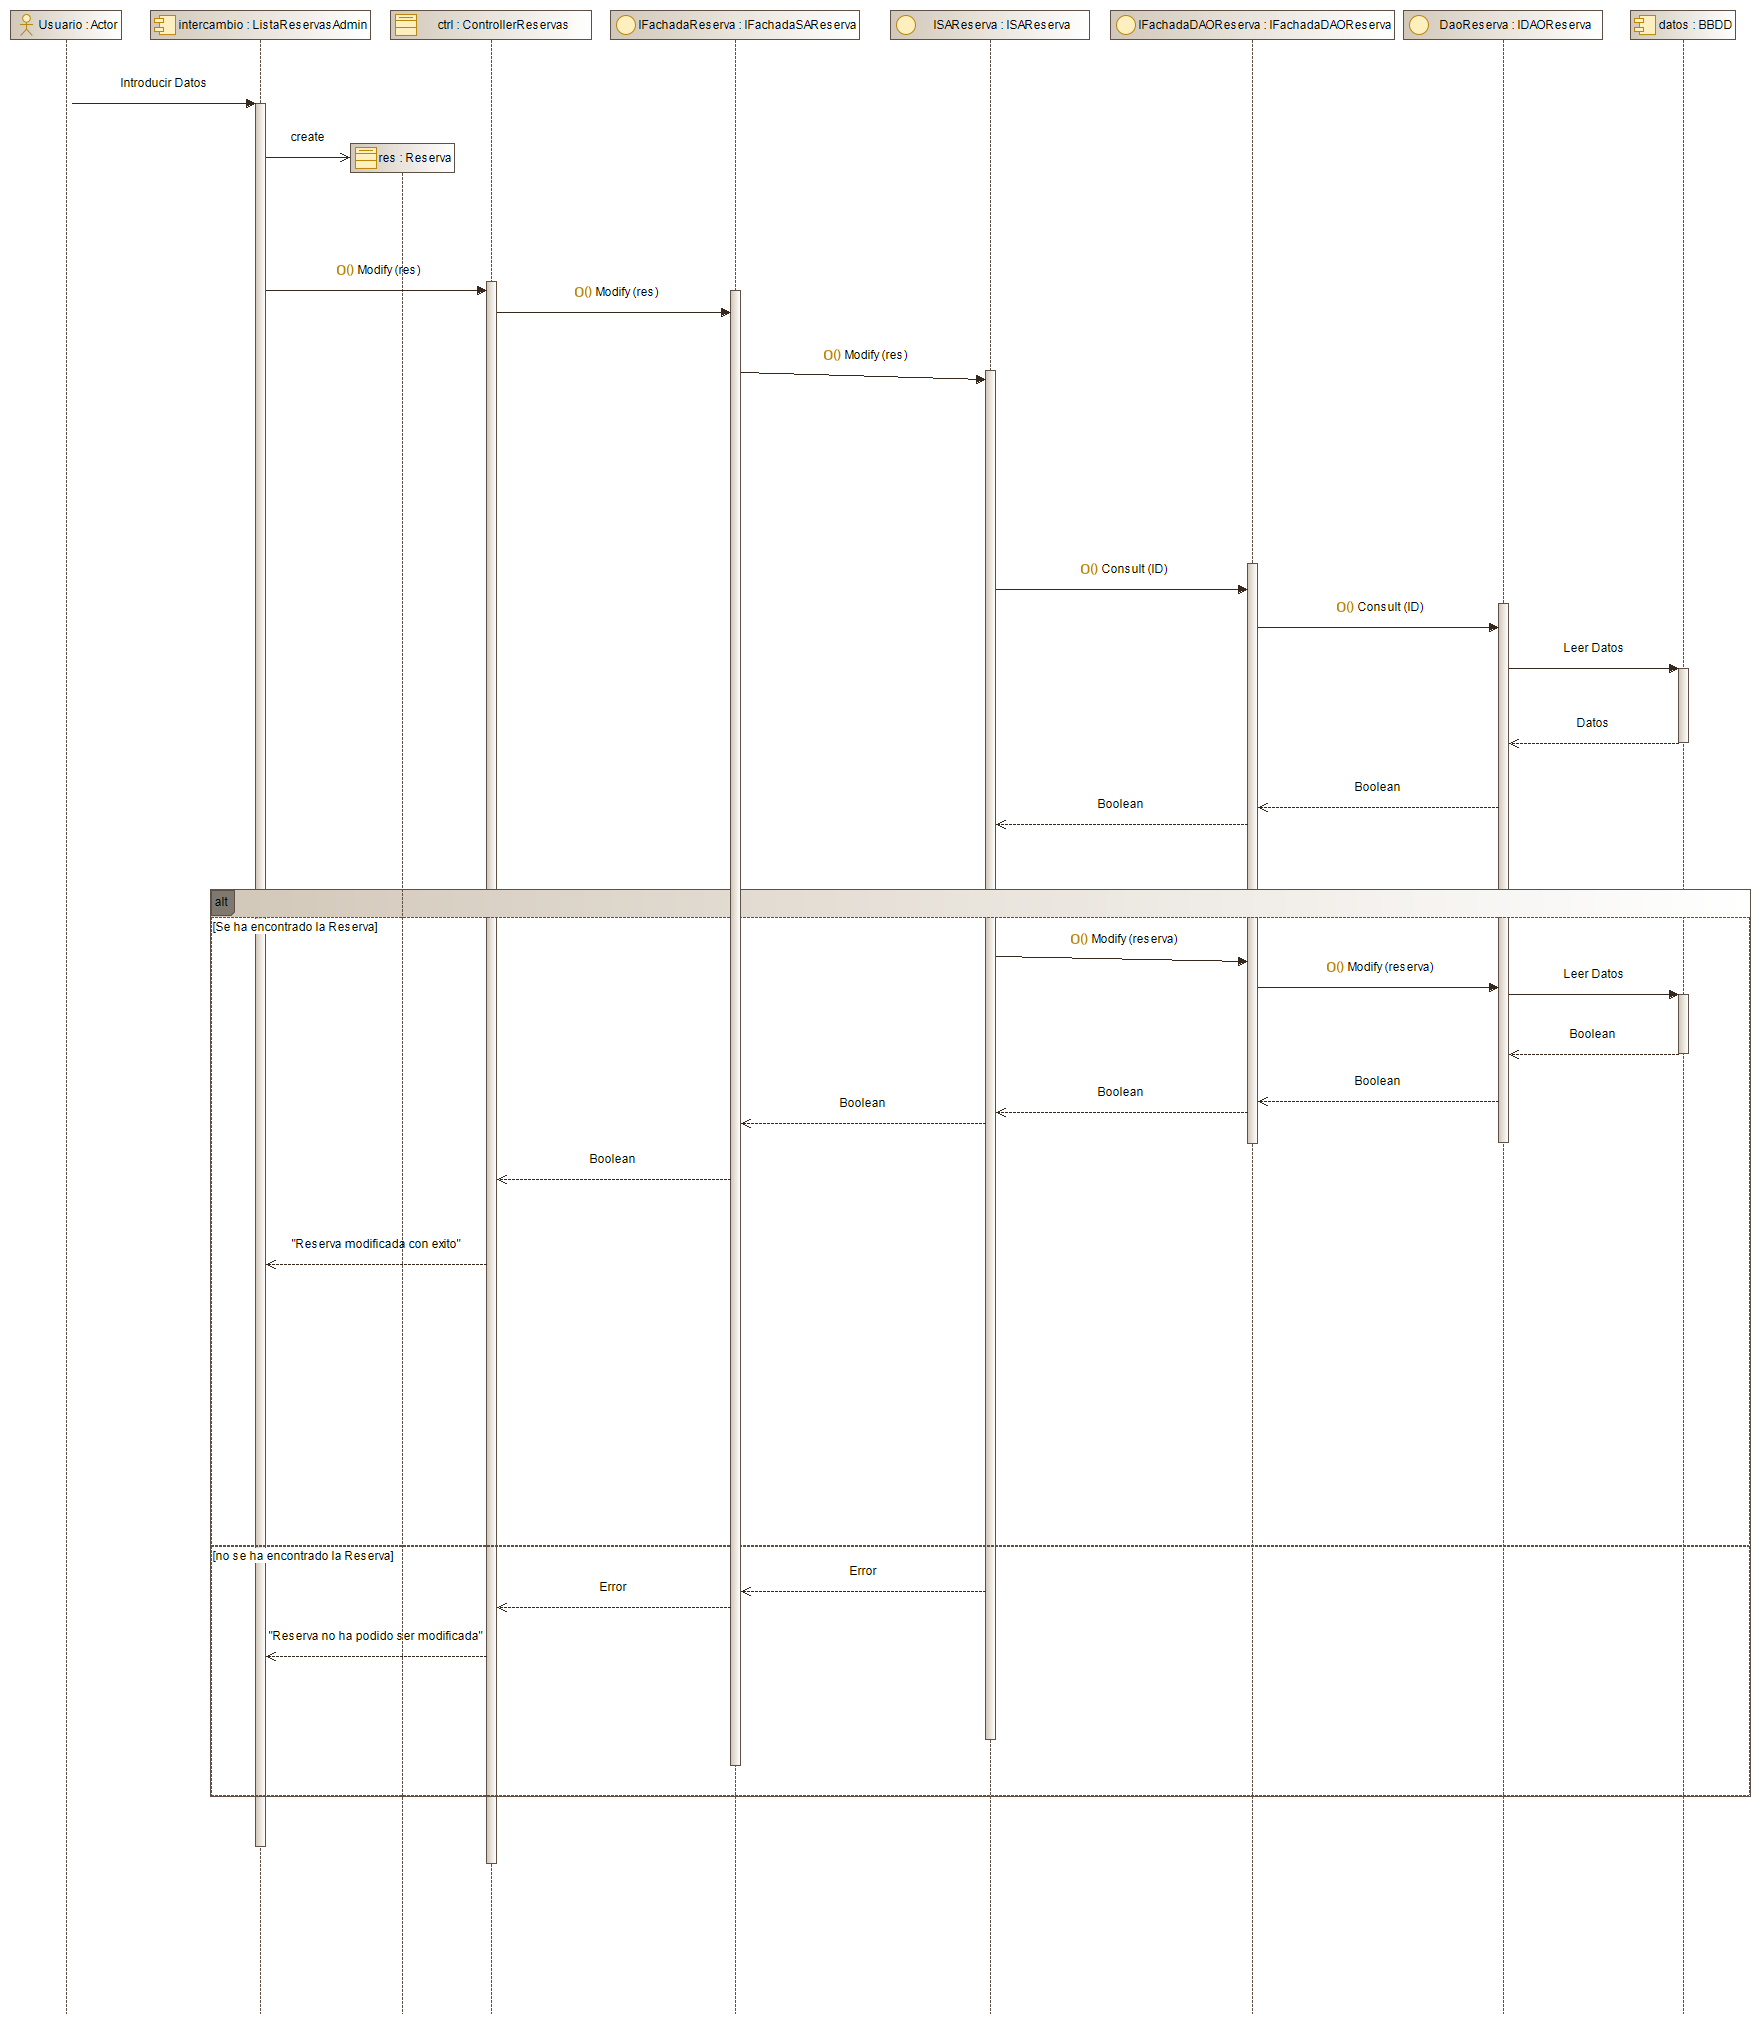 Usuario : Actor
intercambio : ListaReservasAdmin
ctrl : ControllerReservas
IFachadaReserva : IFachadaSAReserva
ISAReserva : ISAReserva
IFachadaDAOReserva : IFachadaDAOReserva
DaoReserva : IDAOReserva
datos : BBDD
Introducir Datos
create
res : Reserva
O() Modify (res)
O() Modify (res)
O() Modify (res)
O() Consult (ID)
O() Consult (ID)
Leer Datos
Datos
Boolean
Boolean
alt
[Se ha encontrado la Reserva]
O() Modify (reserva)
O() Modify (reserva)
Leer Datos
Boolean
Boolean
Boolean
Boolean
Boolean
"Reserva modificada con exito"
[no se ha encontrado la Reserva]
Error
Error
"Reserva no ha podido ser modificada"